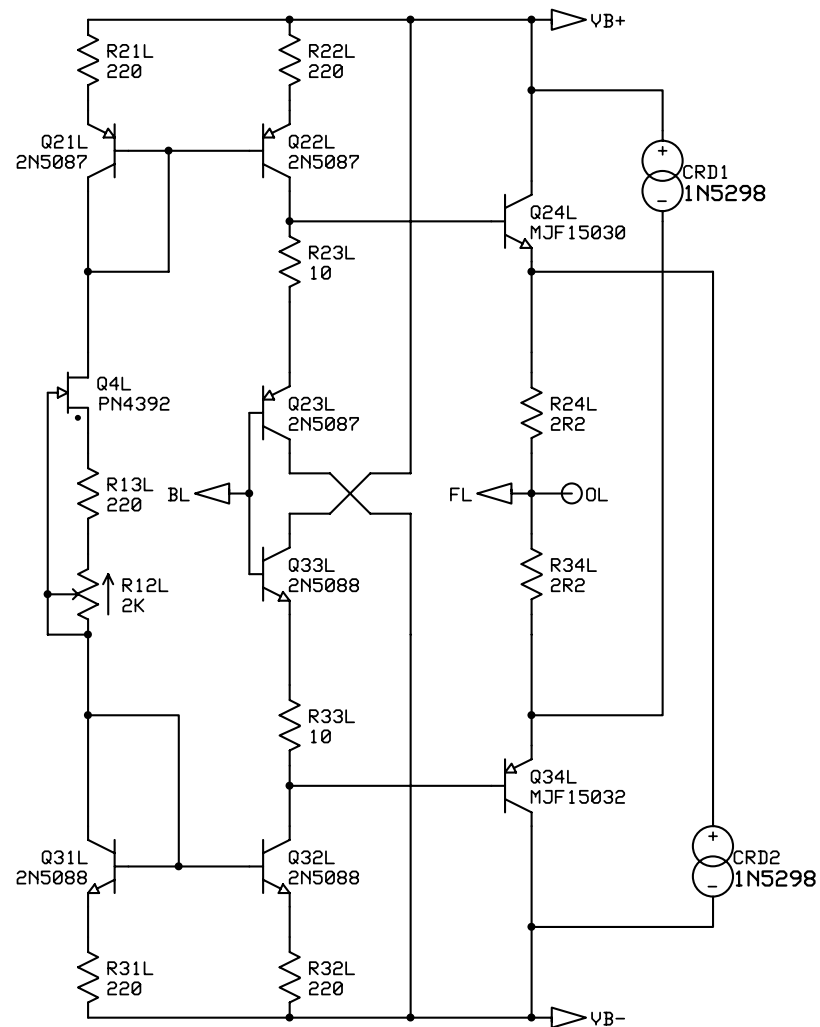 VB+
R21L
220
R22L
220
Q21L
2N5087
Q22L
2N5087
+
-
CRD1
1N5298
Q24L
MJF15030
R23L
10
Q4L
PN4392
Q23L
2N5087
R24L
2R2
R13L
220
BL
FL
OL
R12L
2K
Q33L
2N5088
R34L
2R2
R33L
10
Q34L
MJF15032
Q31L
2N5088
Q32L
2N5088
+
-
CRD2
1N5298
R31L
220
R32L
220
VB-